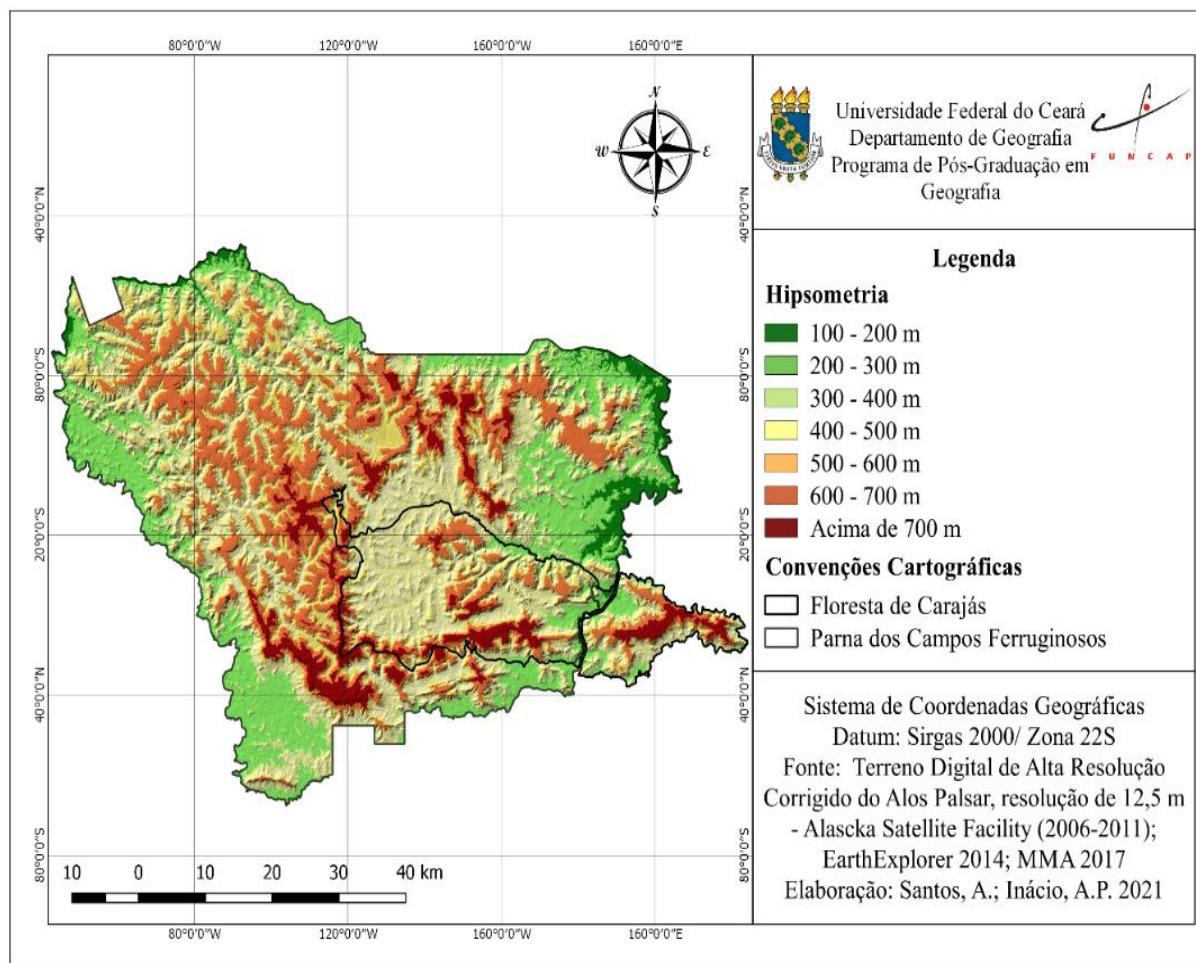 80°0'0"W 120°0'0"W 160°0'0"W 160°0'0"E
40°0'0"N
80°0'0"S
20°0'0"W
40°0'0"N
80°0'0"S
40°0'0"N
80°0'0"S
20°0'0"W
40°0'0"N
80°0'0"S
N
W E
S
10 0 10 20 30 40 km
80°0'0"W 120°0'0"W 160°0'0"W 160°0'0"E
Universidade Federal do Ceará
Departamento de Geografia
Programa de Pós-Graduação em
Geografia
FUNCAP
Legenda
Hipsometria
100 - 200 m
200 - 300 m
300 - 400 m
400 - 500 m
500 - 600 m
600 - 700 m
Acima de 700 m
Convenções Cartográficas
Floresta de Carajás
Parna dos Campos Ferruginosos
Sistema de Coordenadas Geográficas
Datum: Sirgas 2000/ Zona 22S
Fonte: Terreno Digital de Alta Resolução
Corrigido do Alos Palsar, resolução de 12,5 m
- Alascka Satellite Facility (2006-2011);
EarthExplorer 2014; MMA 2017
Elaboração: Santos, A.; Inácio, A.P. 2021